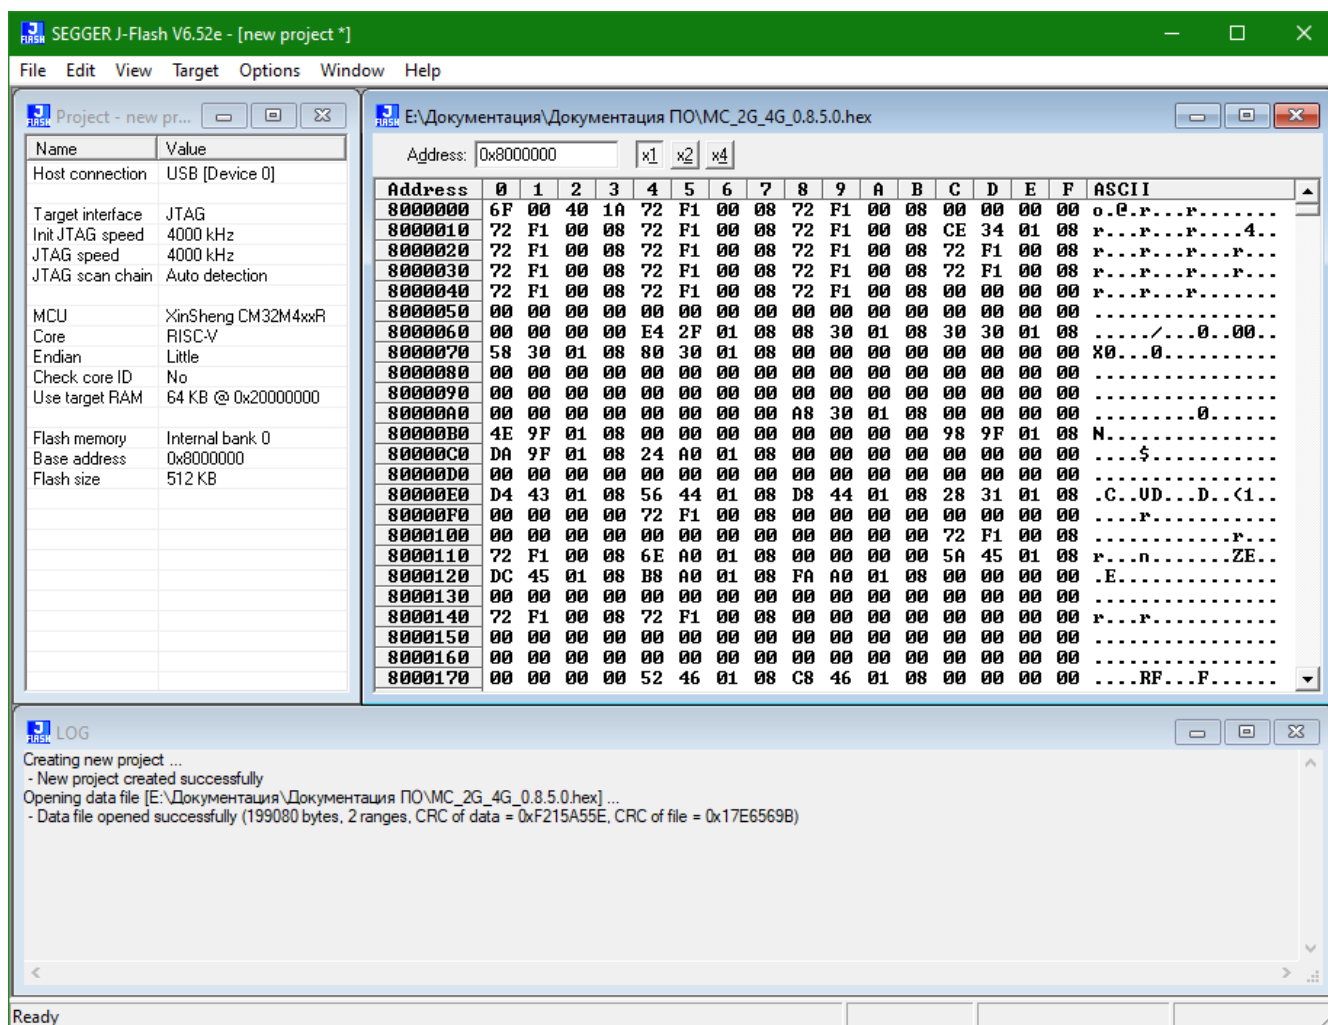 SEGGER J-Flash V6.52e - [new project *]
File Edit View Target Options Window Help
Project - new pr...
Name Value
Host connection USB [Device 0]
Target interface JTAG
Init JTAG speed 4000 kHz
JTAG speed 4000 kHz
JTAG scan chain Auto detection
MCU XinSheng CM32M4xxR
Core RISC-V
Endian Little
Check core ID No
Use target RAM 64 KB @ 0x20000000
Flash memory Internal bank 0
Base address 0x8000000
Flash size 512 KB
E:\Документация\Документация ПО\MC_2G_4G_0.8.5.0.hex
Address: 0x8000000 x1 x2 x4
Address 0 1 2 3 4 5 6 7 8 9 A B C D E F ASCII
8000000 6F 00 40 1A 72 F1 00 08 72 F1 00 08 00 00 00 00 o.@.r...r.......
8000010 72 F1 00 08 72 F1 00 08 72 F1 00 08 CE 34 01 08 r...r...r....4..
8000020 72 F1 00 08 72 F1 00 08 72 F1 00 08 72 F1 00 08 r...r...r...r...
8000030 72 F1 00 08 72 F1 00 08 72 F1 00 08 72 F1 00 08 r...r...r...r...
8000040 72 F1 00 08 72 F1 00 08 72 F1 00 08 00 00 00 00 r...r...r.......
8000050 00 00 00 00 00 00 00 00 00 00 00 00 00 00 00 00 ................
8000060 00 00 00 00 E4 2F 01 08 08 30 01 08 30 30 01 08 ...../...0..00..
8000070 58 30 01 08 80 30 01 08 00 00 00 00 00 00 00 00 X0...0..........
8000080 00 00 00 00 00 00 00 00 00 00 00 00 00 00 00 00 ................
8000090 00 00 00 00 00 00 00 00 00 00 00 00 00 00 00 00 ................
80000A0 00 00 00 00 00 00 00 00 A8 30 01 08 00 00 00 00 .........0......
80000B0 4E 9F 01 08 00 00 00 00 00 00 00 00 98 9F 01 08 N...............
80000C0 DA 9F 01 08 24 A0 01 08 00 00 00 00 00 00 00 00 ....$...........
80000D0 00 00 00 00 00 00 00 00 00 00 00 00 00 00 00 00 ................
80000E0 D4 43 01 08 56 44 01 08 D8 44 01 08 28 31 01 08 .C..VD...D..(1..
80000F0 00 00 00 00 72 F1 00 08 00 00 00 00 00 00 00 00 ....r...........
8000100 00 00 00 00 00 00 00 00 00 00 00 00 72 F1 00 08 ............r...
8000110 72 F1 00 08 6E A0 01 08 00 00 00 00 5A 45 01 08 r...n.......ZE..
8000120 DC 45 01 08 B8 A0 01 08 FA A0 01 08 00 00 00 00 .E..............
8000130 00 00 00 00 00 00 00 00 00 00 00 00 00 00 00 00 ................
8000140 72 F1 00 08 72 F1 00 08 00 00 00 00 00 00 00 00 r...r...........
8000150 00 00 00 00 00 00 00 00 00 00 00 00 00 00 00 00 ................
8000160 00 00 00 00 00 00 00 00 00 00 00 00 00 00 00 00 ................
8000170 00 00 00 00 52 46 01 08 C8 46 01 08 00 00 00 00 ....RF...F......
LOG
Creating new project ...
- New project created successfully
Opening data file [E:\Документация\Документация ПО\MC_2G_4G_0.8.5.0.hex] ...
- Data file opened successfully (199080 bytes, 2 ranges, CRC of data = 0xF215A55E, CRC of file = 0x17E6569B)
Ready